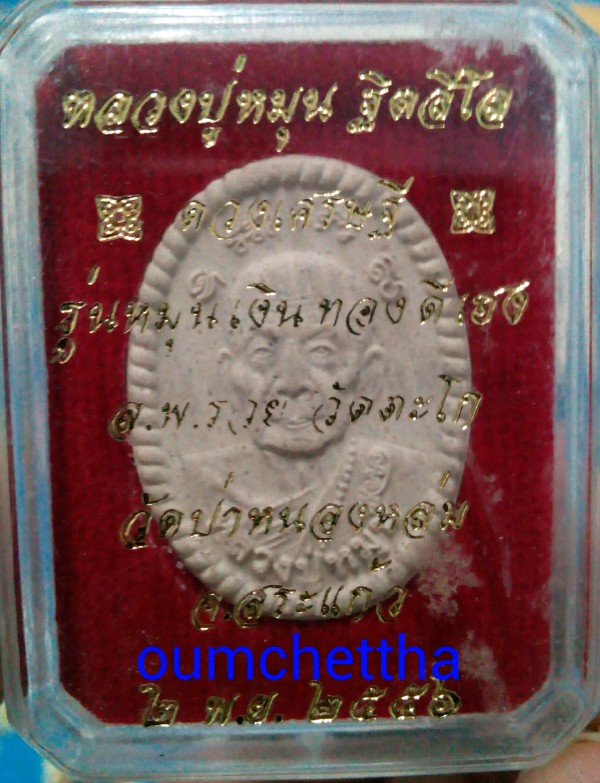 หลวงปู่หมุน ฐิตสีโล
ดวงเศรษฐี
รุ่นหมุนเงิน ทอง ดี เฮง
ส.พ.รวย วัดตะโก
วัดป่าหนองหล่ม
จ.สระแก้ว
oumchettha
๒ พ.ย. ๒๕๕๖